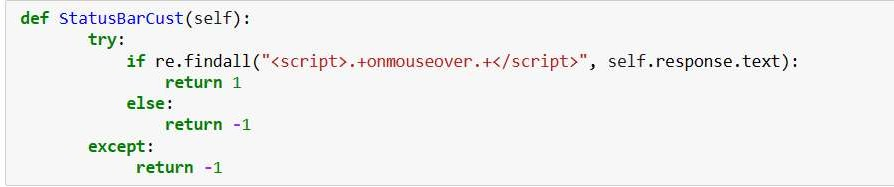 def StatusBarCust(self):
try:
if re.findall("<script>.+onmouseover.+</script>", self.response.text):
return 1
else:
return -1
except:
return -1